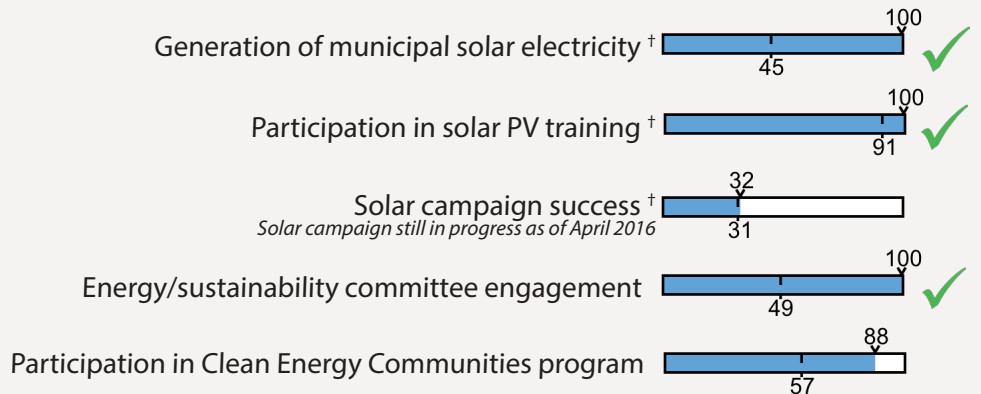 100
Generation of municipal solar electricity †
45
100
Participation in solar PV training †
91
32
Solar campaign success †
Solar campaign still in progress as of April 2016
31
100
Energy/sustainability committee engagement
49
88
Participation in Clean Energy Communities program
57